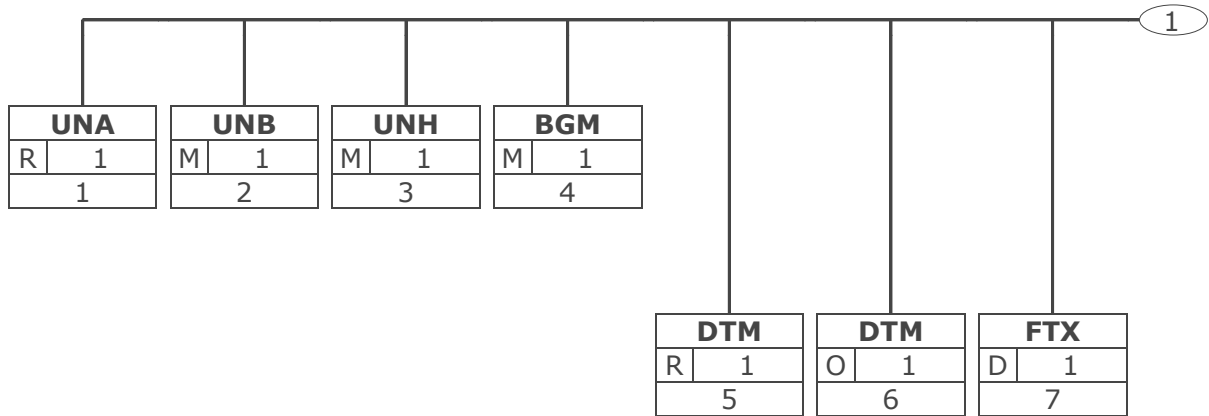 1
UNA UNB UNH BGM
R 1 M 1 M 1 M 1
1 2 3 4
DTM DTM FTX
R 1 O 1 D 1
5 6 7